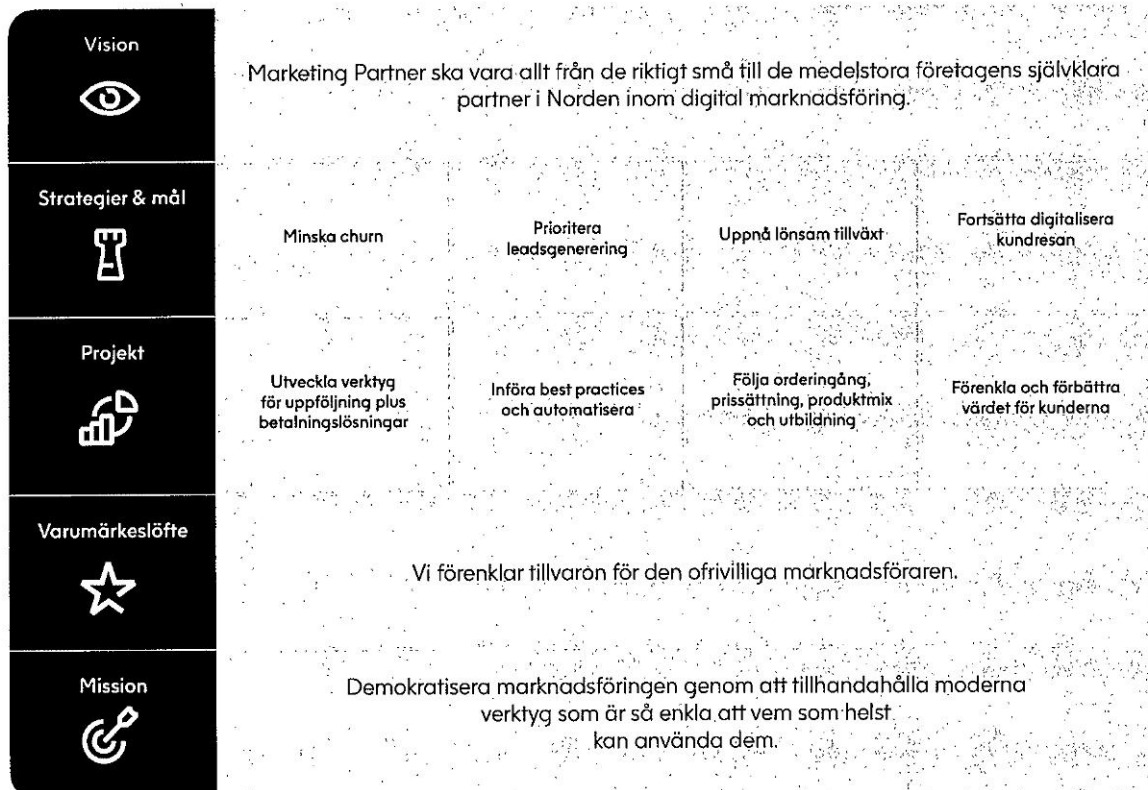 Vision
Marketing Partner ska vara allt från de riktigt små till de medelstora företagens självklara
partner i Norden inom digital marknadsföring.
Strategier & mål
Minska churn
Prioritera
leadsgenerering
Uppnå lönsam tillväxt
Fortsätta digitalisera
kundresan
Projekt
Utveckla verktyg
för uppföljning plus
betalningslösningar
Införa best practices
och automatisera
Följa orderingång,
prissättning, produktmix
och utbildning
Förenkla och förbättra
värdet för kunderna
Varumärkeslöfte
Vi förenklar tillvaron för den ofrivilliga marknadsföraren.
Mission
Demokratisera marknadsföringen genom att tillhandahålla moderna
verktyg som är så enkla att vem som helst
kan använda dem.